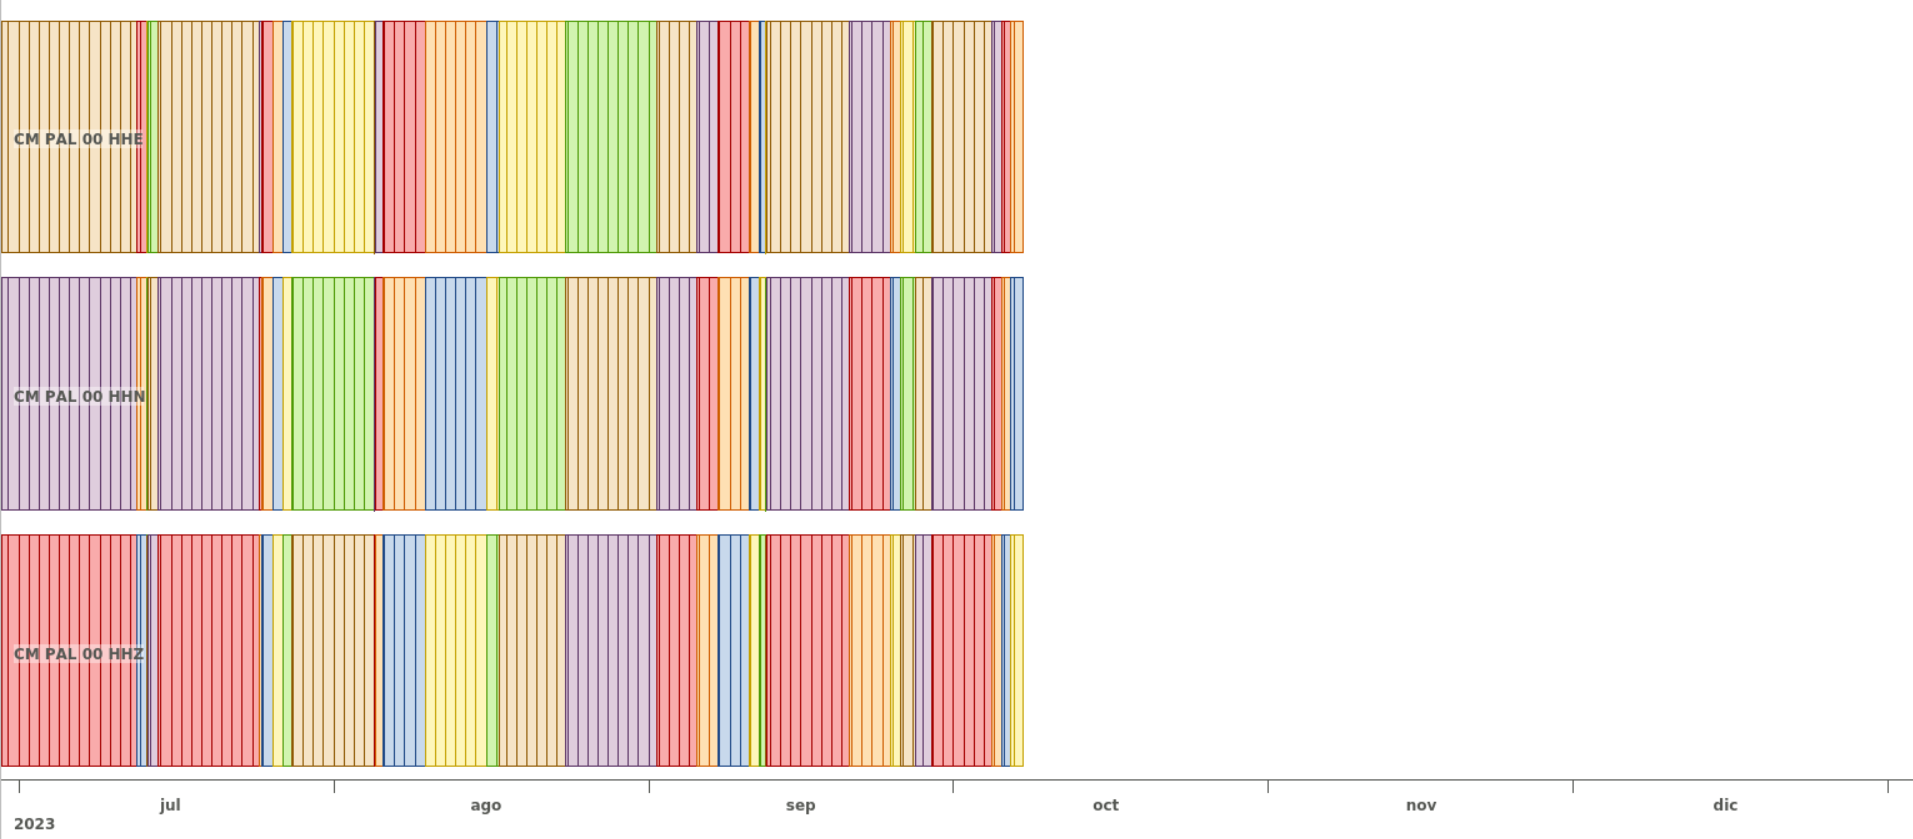 CM PAL 00 HHE
CM PAL 00 HHN
CM PAL 00 HHZ
jul ago sep oct nov dic
2023